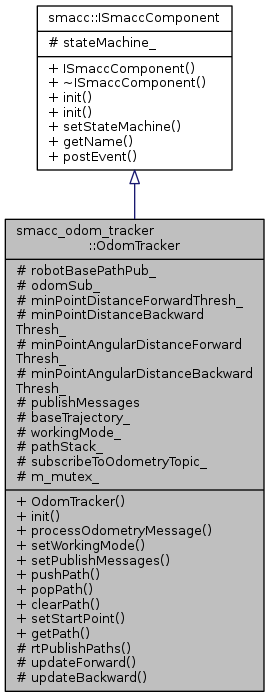 smacc::ISmaccComponent
# stateMachine_
+ ISmaccComponent()
+ ~ISmaccComponent()
+ init()
+ init()
+ setStateMachine()
+ getName()
+ postEvent()
smacc_odom_tracker
::OdomTracker
# robotBasePathPub_
# odomSub_
# minPointDistanceForwardThresh_
# minPointDistanceBackward
Thresh_
# minPointAngularDistanceForward
Thresh_
# minPointAngularDistanceBackward
Thresh_
# publishMessages
# baseTrajectory_
# workingMode_
# pathStack_
# subscribeToOdometryTopic_
# m_mutex_
+ OdomTracker()
+ init()
+ processOdometryMessage()
+ setWorkingMode()
+ setPublishMessages()
+ pushPath()
+ popPath()
+ clearPath()
+ setStartPoint()
+ getPath()
# rtPublishPaths()
# updateForward()
# updateBackward()